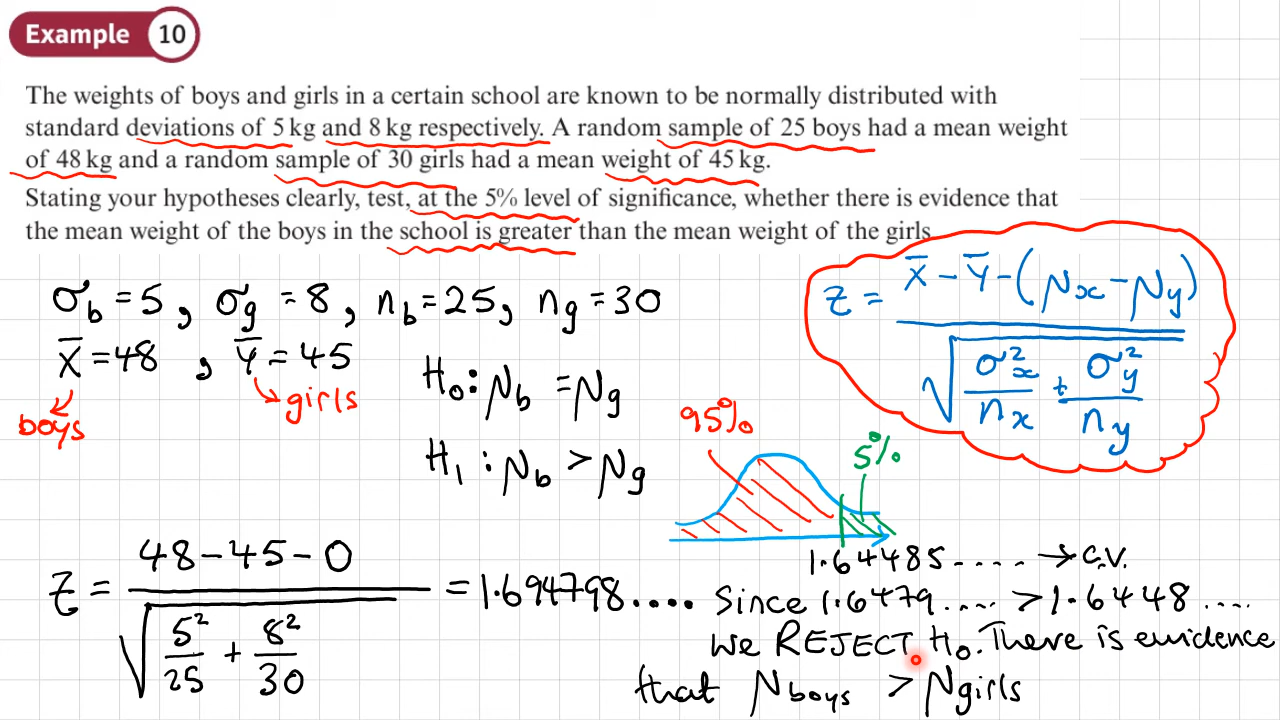 Example 10
The weights of boys and girls in a certain school are known to be normally distributed with
standard deviations of 5 kg and 8 kg respectively. A random sample of 25 boys had a mean weight
of 48 kg and a random sample of 30 girls had a mean weight of 45 kg.
Stating your hypotheses clearly, test, at the 5% level of significance, whether there is evidence that
the mean weight of the boys in the school is greater than the mean weight of the girls.
σb = 5, σg = 8, nb = 25, ng = 30
X̄ = 48, Ȳ = 45
boys
girls
H₀: μb = μg
H₁: μb > μg
Z = (X̄ − Ȳ − (μx − μy)) / √(σx²/nx + σy²/ny)
95%
5%
1.64485.... → C.V.
Z = (48 − 45 − 0) / √(5²/25 + 8²/30) = 1.694798....
Since 1.6479.... > 1.6448....
We REJECT H₀. There is evidence
that μboys > μgirls